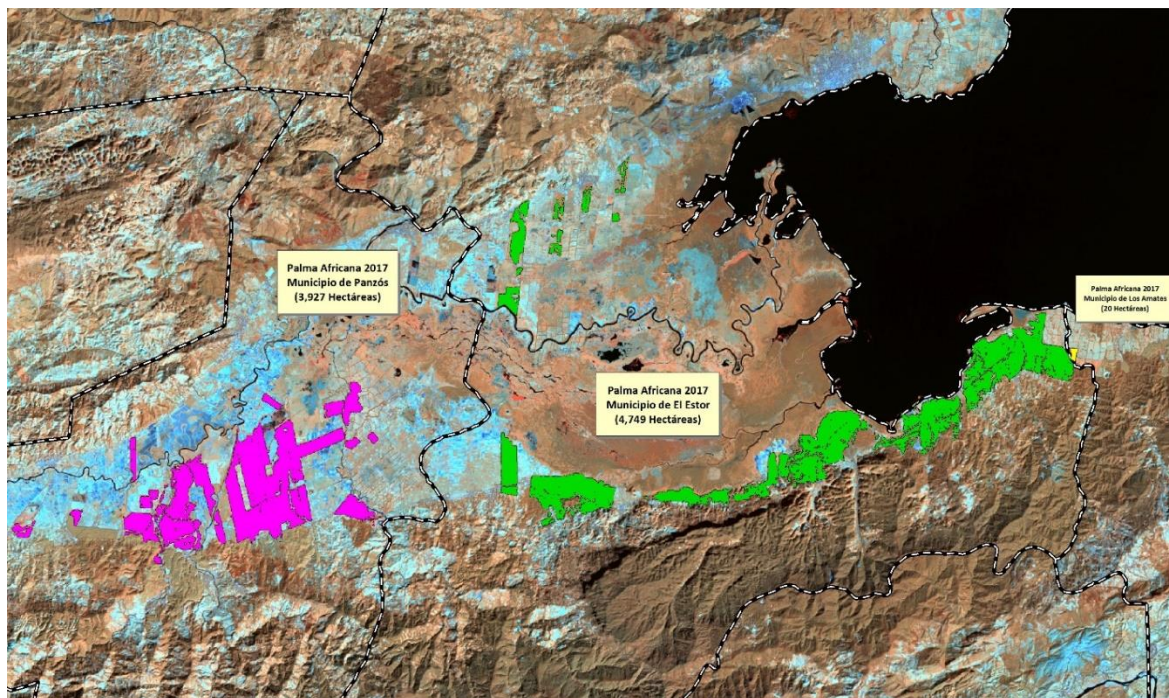 Palma Africana 2017
Municipio de Panzós
(3,927 Hectáreas)
Palma Africana 2017
Municipio de El Estor
(4,749 Hectáreas)
Palma Africana 2017
Municipio de Los Amates
(20 Hectáreas)